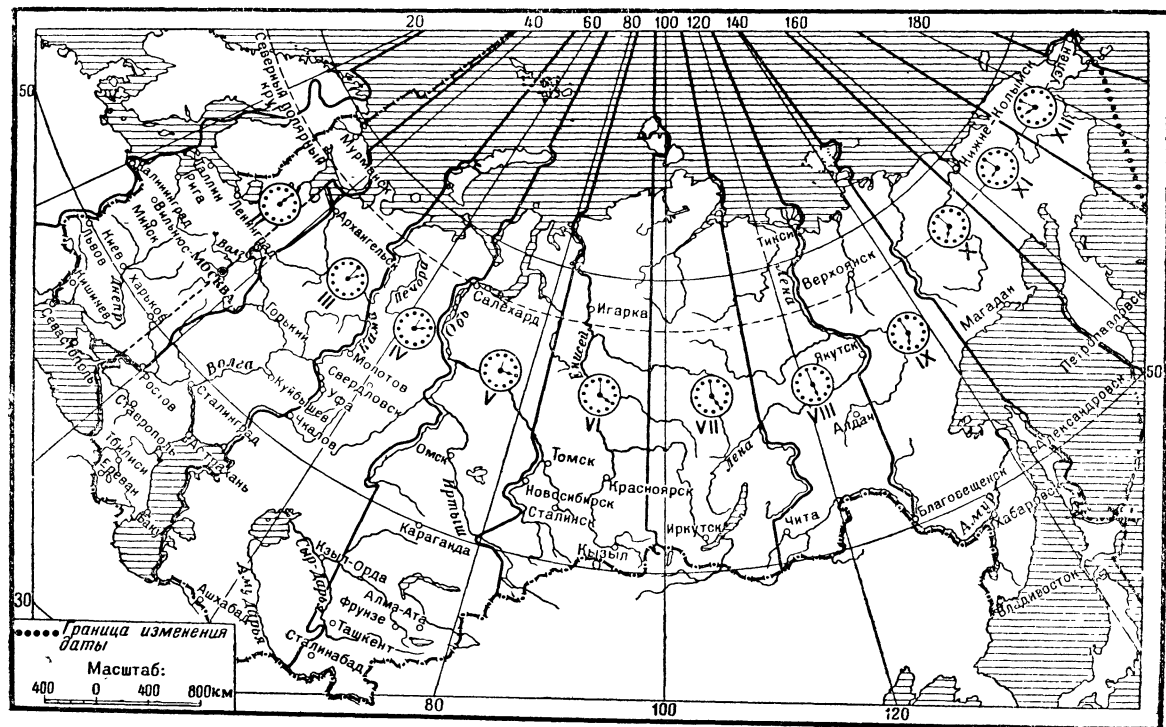 20 40 60 80 100 120 140 160 180
50
Северный полярный круг
Мурманск
Уэлен
Нижне-Колымск
XII
XI
X
Калининград
Рига
Таллин
Ленинград
II
Вильнюс
Минск
Москва
Волга
Львов
Киев
Днепр
Кишинев
Харьков
Севастополь
Архангельск
III
Печора
Горький
IV
Обь
Салехард
Игарка
Енисей
Тикси
Лена
Верхоянск
Магадан
Петропавловск
Волга
Молотов
Свердловск
Уфа
Куйбышев
Чкалов
V
VI
VII
VIII
Якутск
IX
Алдан
Александровск
50
Ростов
Сталинград
Ставрополь
Астрахань
Тбилиси
Ереван
Баку
Омск
Иртыш
Томск
Новосибирск
Сталинск
Красноярск
Кызыл
Иркутск
Лена
Чита
Благовещенск
Амур
Хабаровск
Владивосток
Караганда
Кзыл-Орда
Сыр-Дарья
Аму Дарья
Алма-Ата
Фрунзе
Ташкент
Сталинабад
Ашхабад
30
Граница изменения
даты
Масштаб:
400 0 400 800км
80 100 120